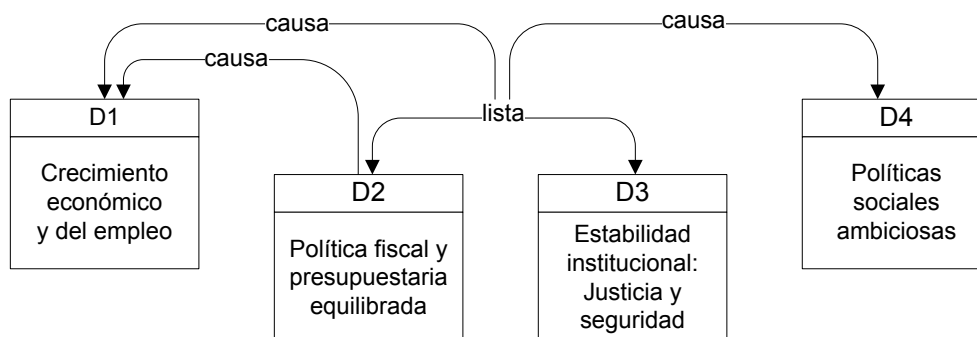 causa
causa
causa
lista
D1
Crecimiento
económico
y del empleo
D2
Política fiscal y
presupuestaria
equilibrada
D3
Estabilidad
institucional:
Justicia y
seguridad
D4
Políticas
sociales
ambiciosas